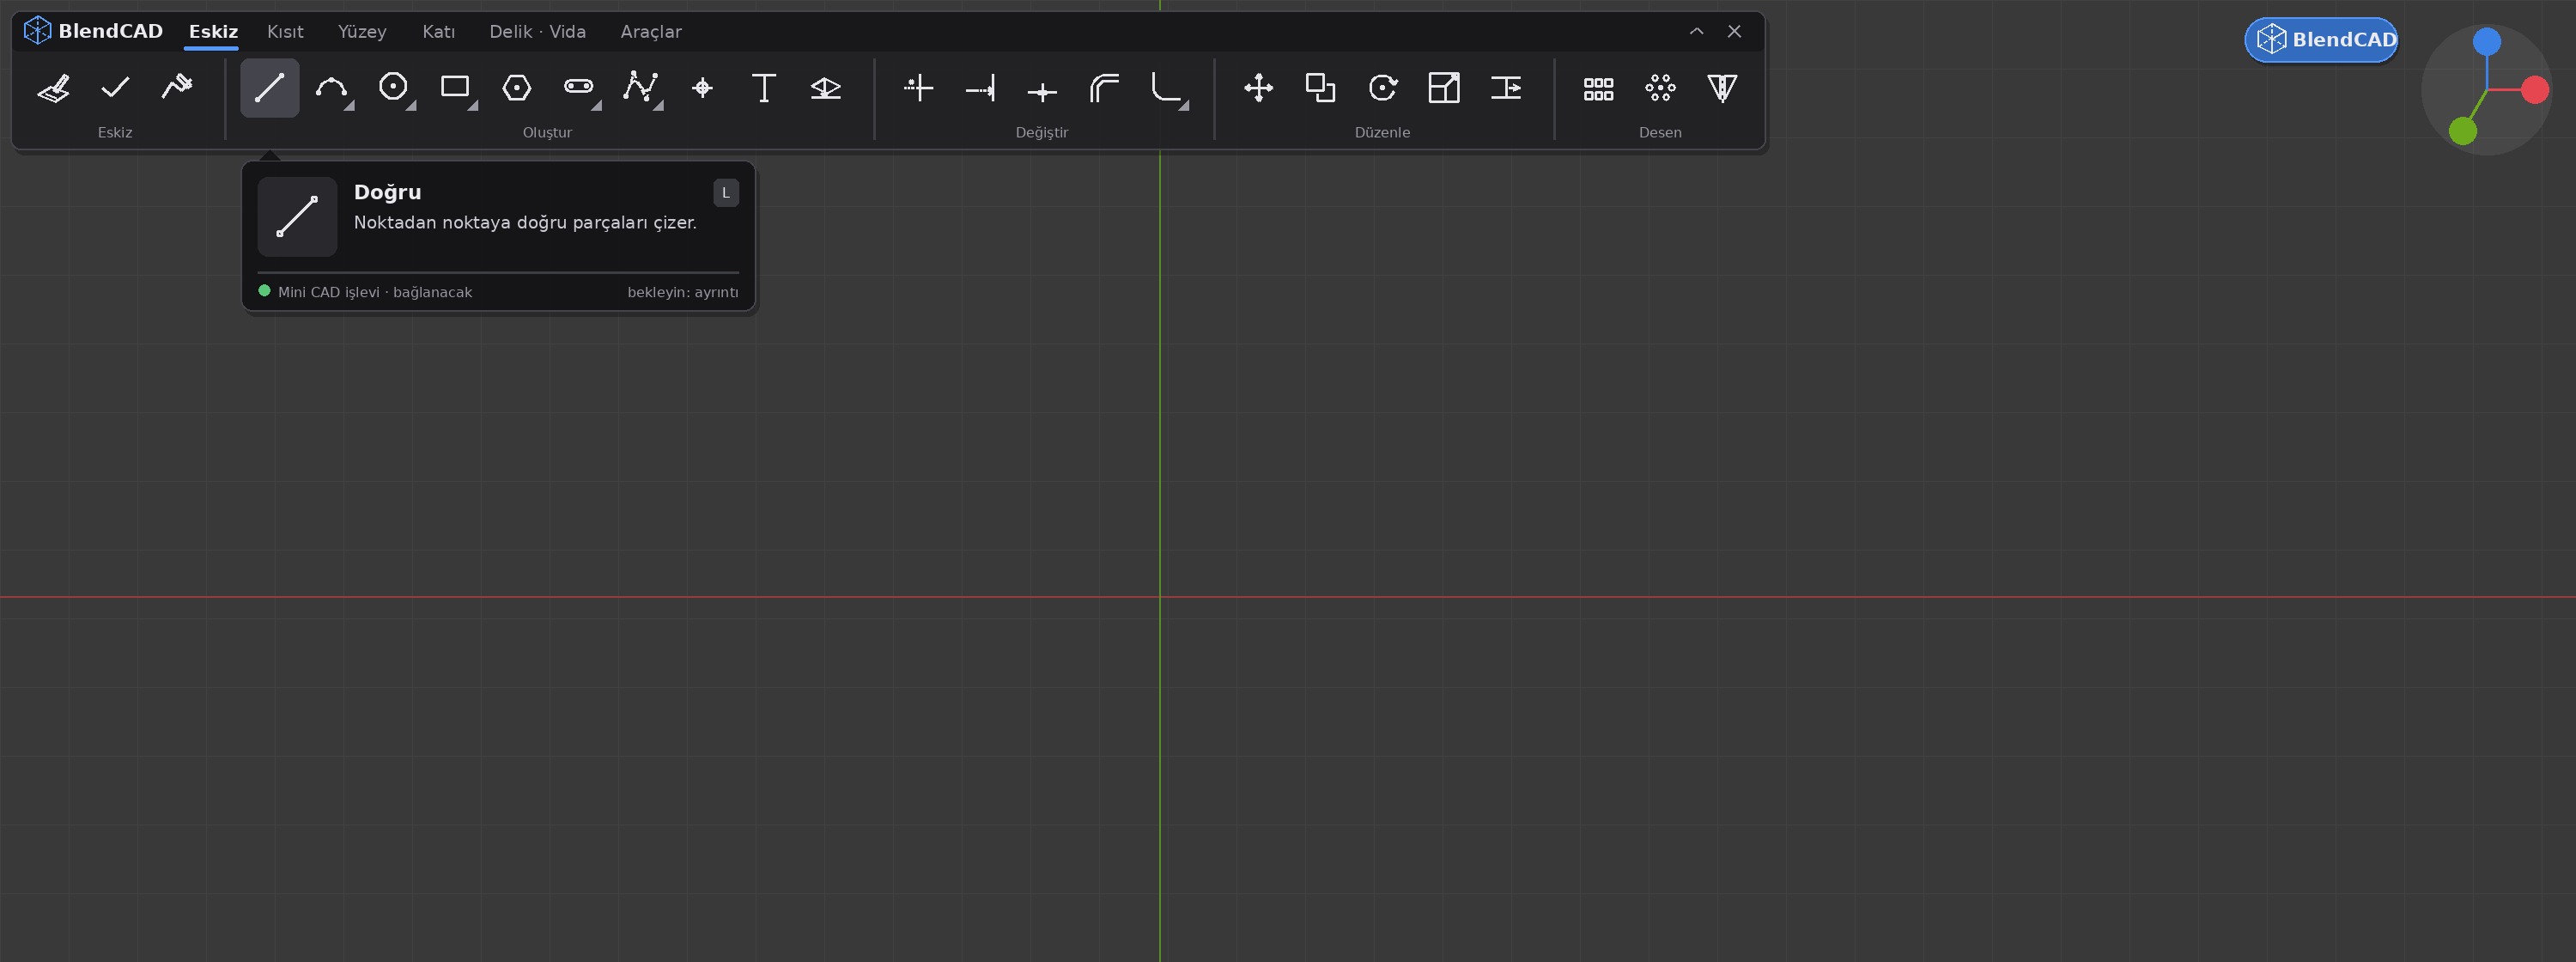 BlendCAD Eskiz Kısıt Yüzey Katı Delik · Vida Araçlar
BlendCAD
Eskiz Oluştur Değiştir Düzenle Desen
Doğru L
Noktadan noktaya doğru parçaları çizer.
Mini CAD işlevi · bağlanacak bekleyin: ayrıntı